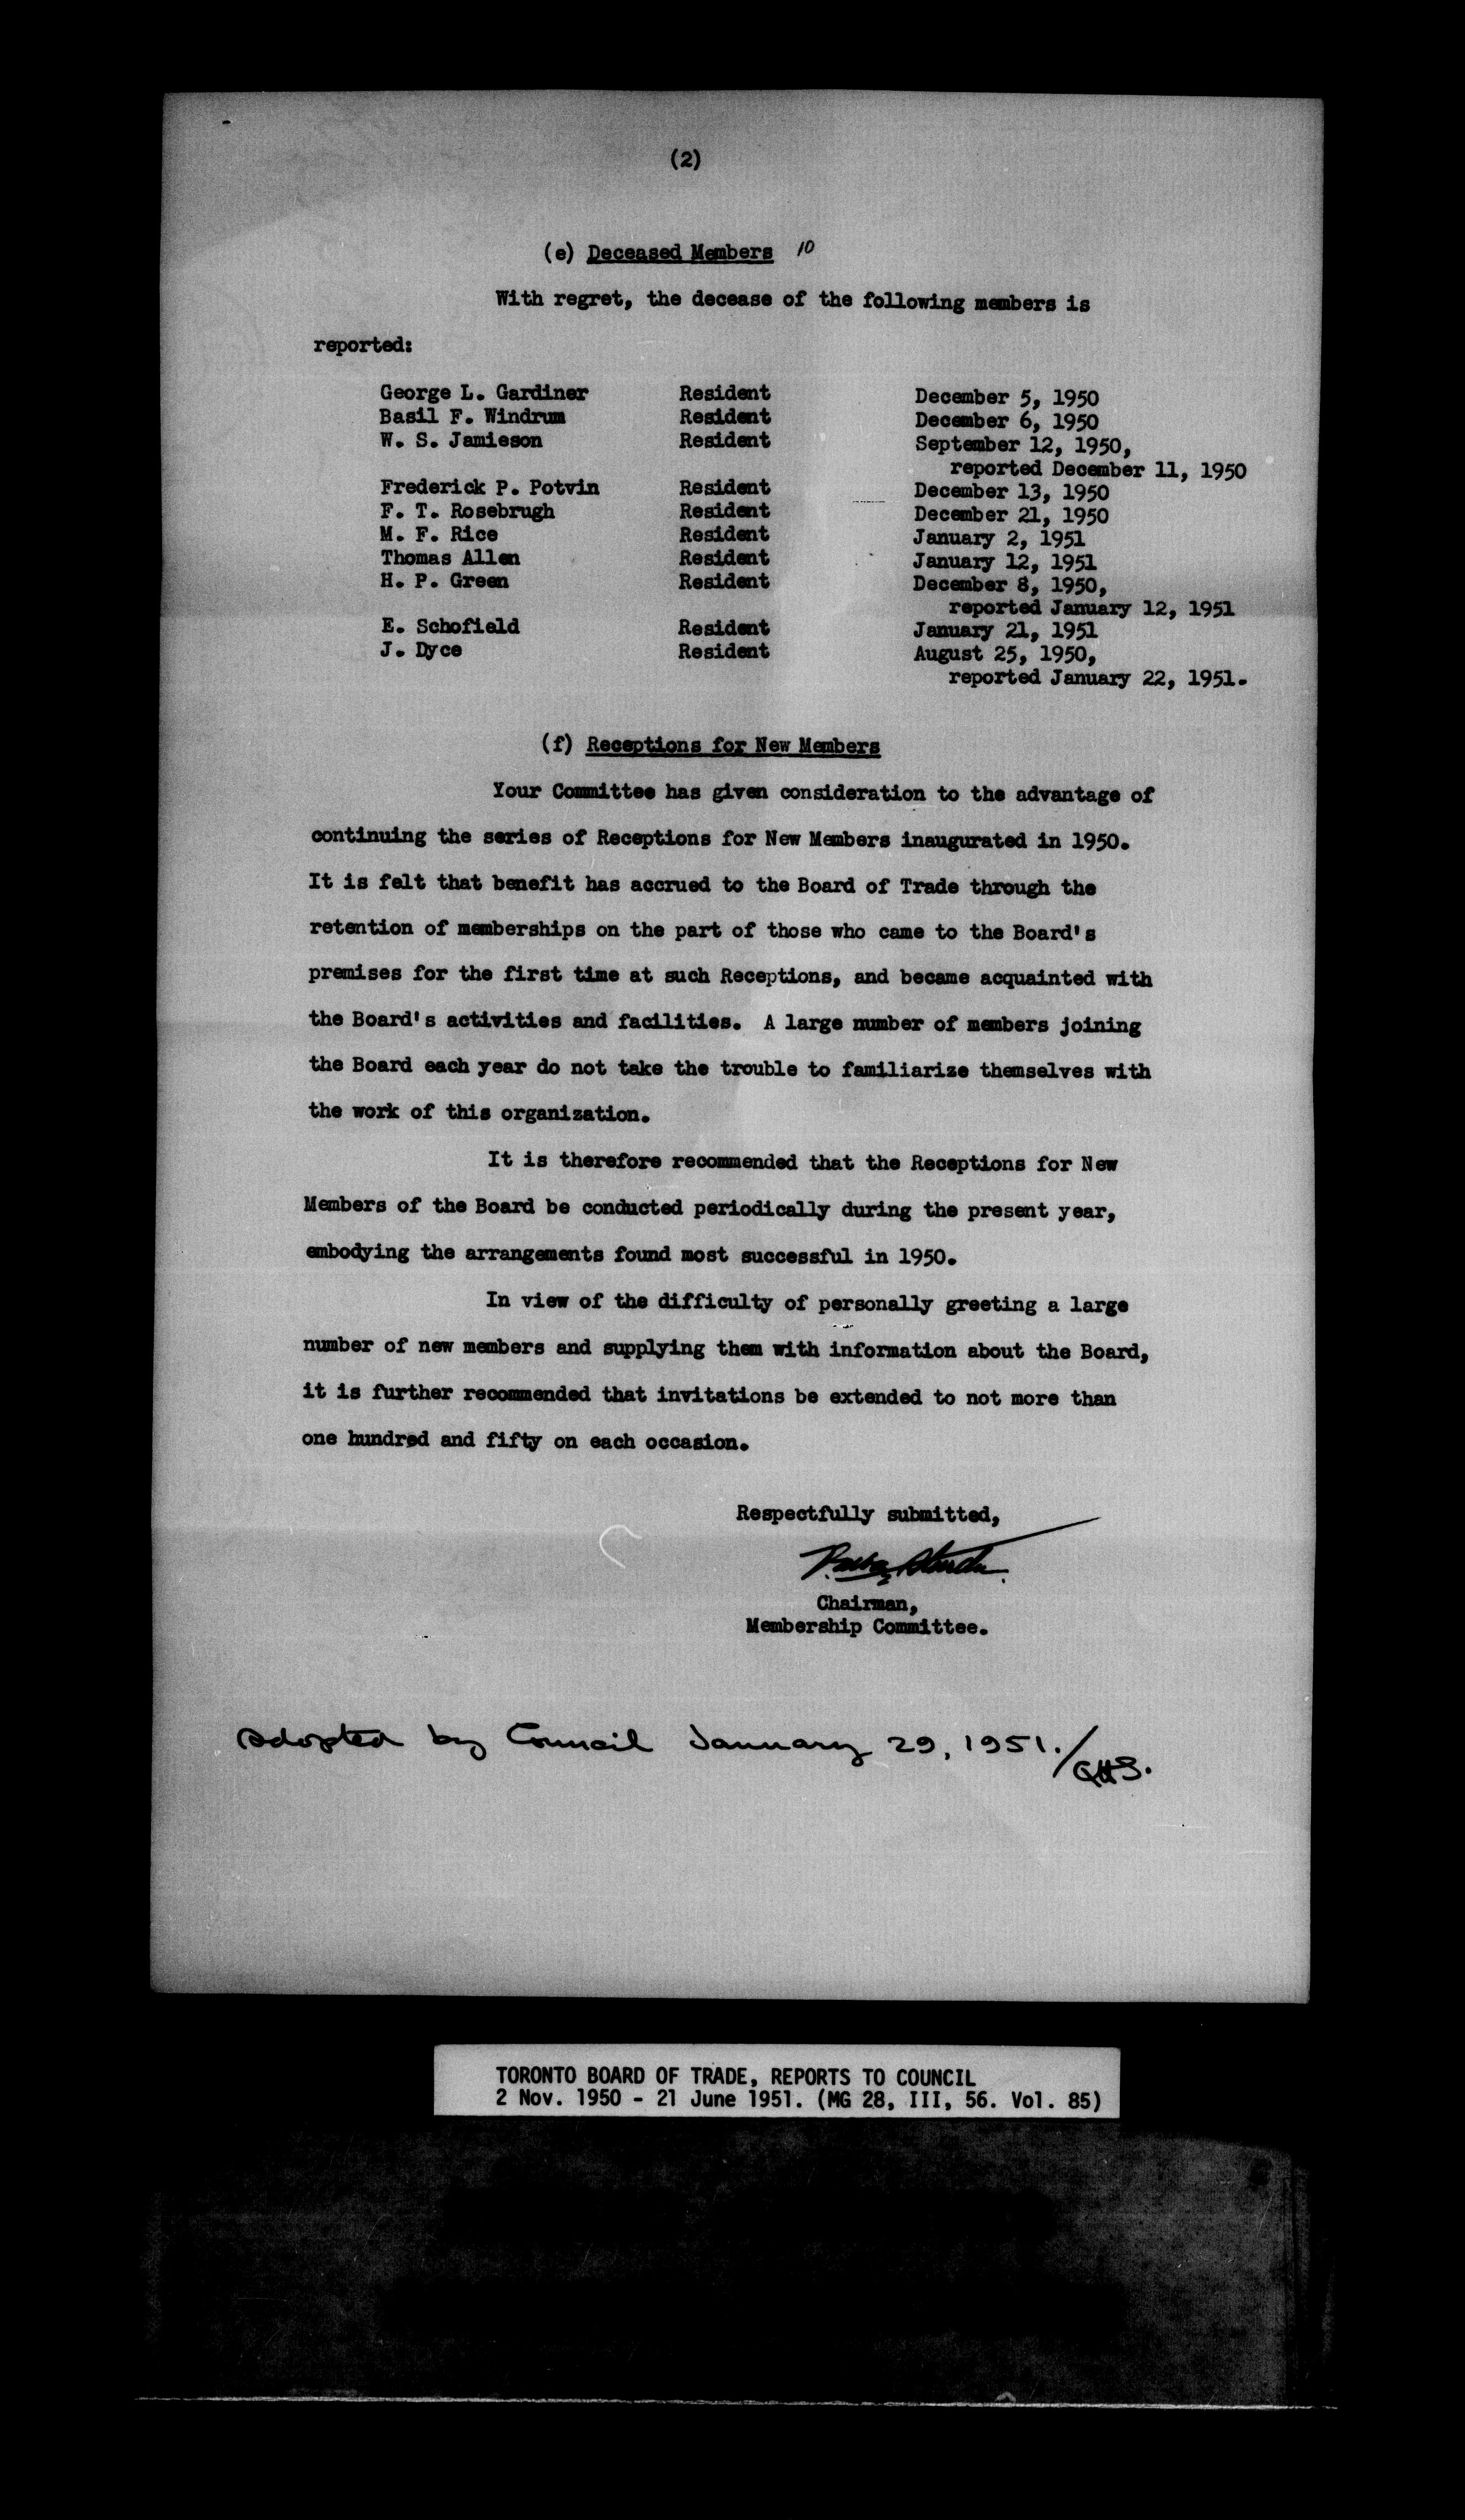 (2)
(e) Deceased Members 10
With regret, the decease of the following members is
reported:
George L. Gardiner Resident December 5, 1950
Basil F. Windrum Resident December 6, 1950
W. S. Jamieson Resident September 12, 1950,
reported December 11, 1950
Frederick P. Potvin Resident December 13, 1950
F. T. Rosebrugh Resident December 21, 1950
M. F. Rice Resident January 2, 1951
Thomas Allen Resident January 12, 1951
H. P. Green Resident December 8, 1950,
reported January 12, 1951
E. Schofield Resident January 21, 1951
J. Dyce Resident August 25, 1950,
reported January 22, 1951.
(f) Receptions for New Members
Your Committee has given consideration to the advantage of
continuing the series of Receptions for New Members inaugurated in 1950.
It is felt that benefit has accrued to the Board of Trade through the
retention of memberships on the part of those who came to the Board's
premises for the first time at such Receptions, and became acquainted with
the Board's activities and facilities. A large number of members joining
the Board each year do not take the trouble to familiarize themselves with
the work of this organization.
It is therefore recommended that the Receptions for New
Members of the Board be conducted periodically during the present year,
embodying the arrangements found most successful in 1950.
In view of the difficulty of personally greeting a large
number of new members and supplying them with information about the Board,
it is further recommended that invitations be extended to not more than
one hundred and fifty on each occasion.
Respectfully submitted,
Chairman,
Membership Committee.
Adopted by Council January 29, 1951./
TORONTO BOARD OF TRADE, REPORTS TO COUNCIL
2 Nov. 1950 - 21 June 1951. (MG 28, III, 56. Vol. 85)